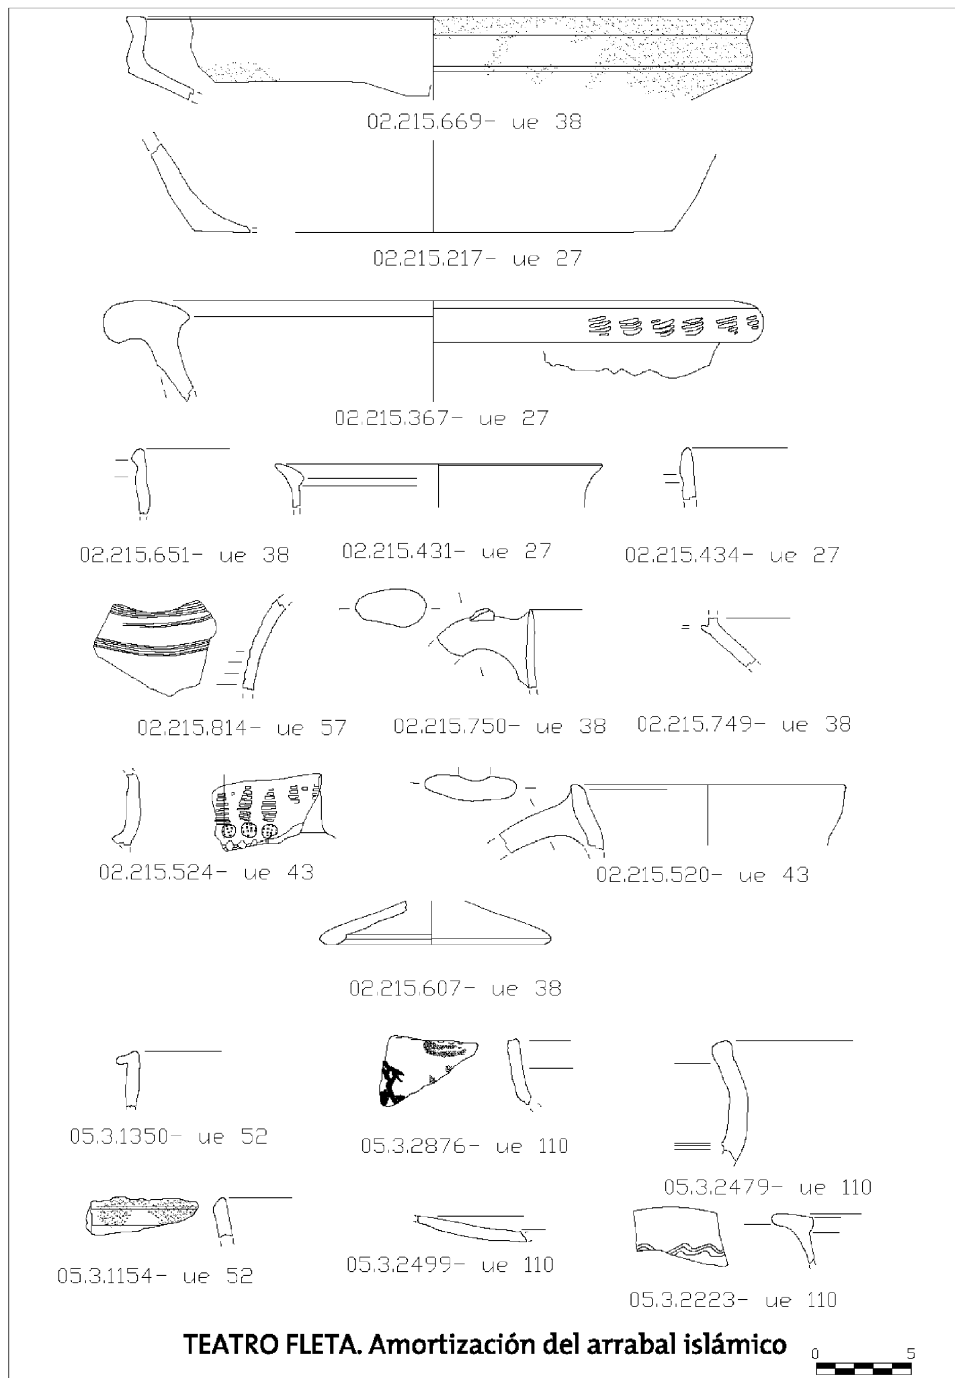 02.215.669- ue 38
02.215.217- ue 27
02.215.367- ue 27
02.215.651- ue 38
02.215.431- ue 27
02.215.434- ue 27
02.215.814- ue 57
02.215.750- ue 38
02.215.749- ue 38
02.215.524- ue 43
02.215.520- ue 43
02.215.607- ue 38
05.3.1350- ue 52
05.3.2876- ue 110
05.3.2479- ue 110
05.3.1154- ue 52
05.3.2499- ue 110
05.3.2223- ue 110
TEATRO FLETA. Amortización del arrabal islámico
0 5